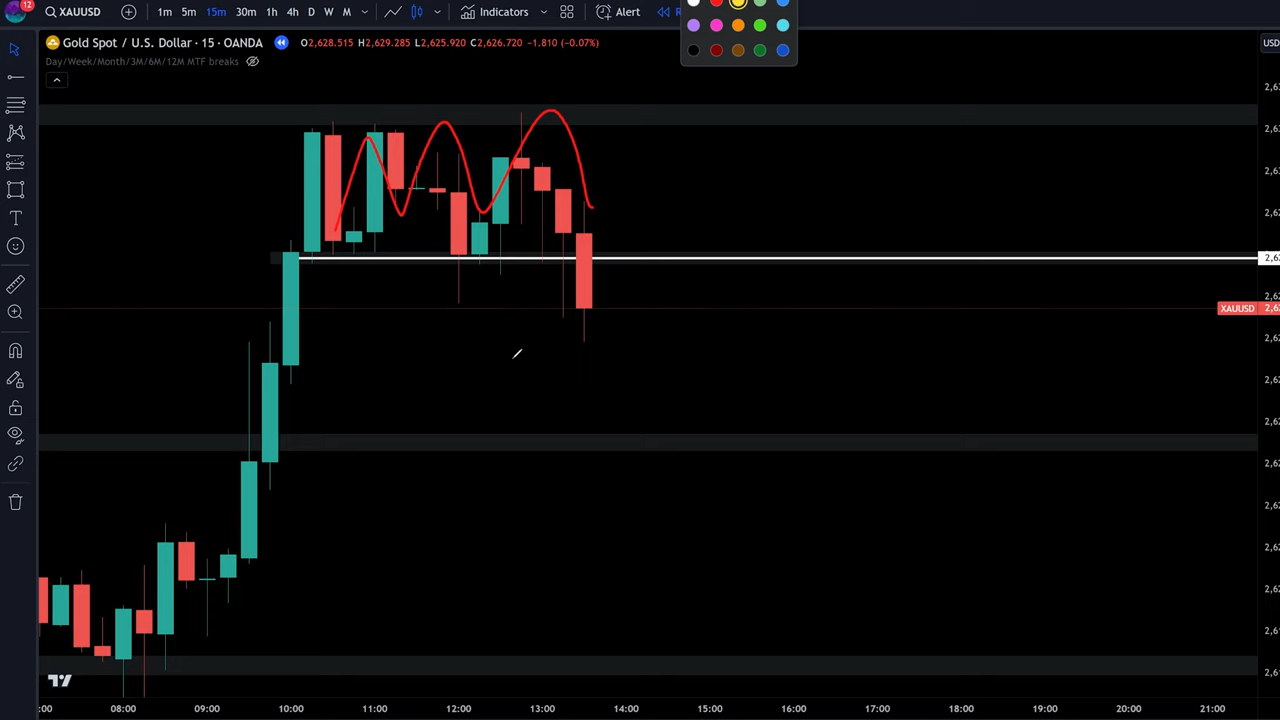 12
XAUUSD 1m 5m 15m 30m 1h 4h D W M Indicators Alert
Gold Spot / U.S. Dollar · 15 · OANDA O2,628.515 H2,629.285 L2,625.920 C2,626.720 -1.810 (-0.07%) USD
Day/Week/Month/3M/6M/12M MTF breaks
XAUUSD
08:00 09:00 10:00 11:00 12:00 13:00 14:00 15:00 16:00 17:00 18:00 19:00 20:00 21:00